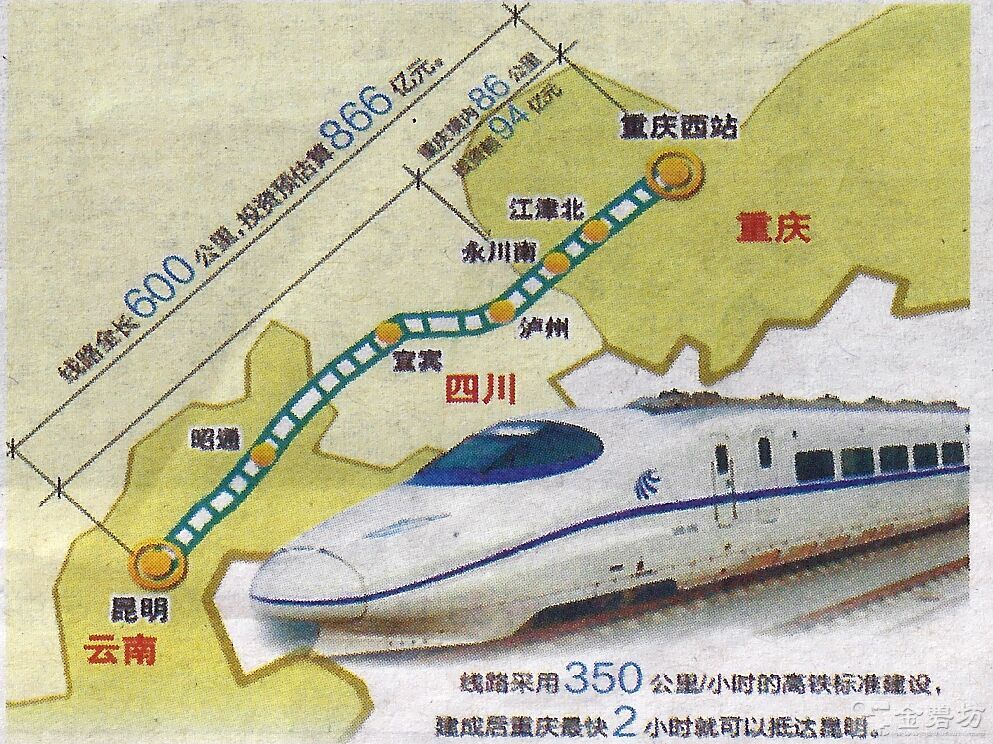 线路全长600公里,投资预估算866亿元。
重庆境内86公里
投资额94亿元
重庆西站
江津北
重庆
永川南
泸州
宜宾
四川
昭通
昆明
云南
线路采用350公里/小时的高铁标准建设,
建成后重庆最快2小时就可以抵达昆明。
金碧坊